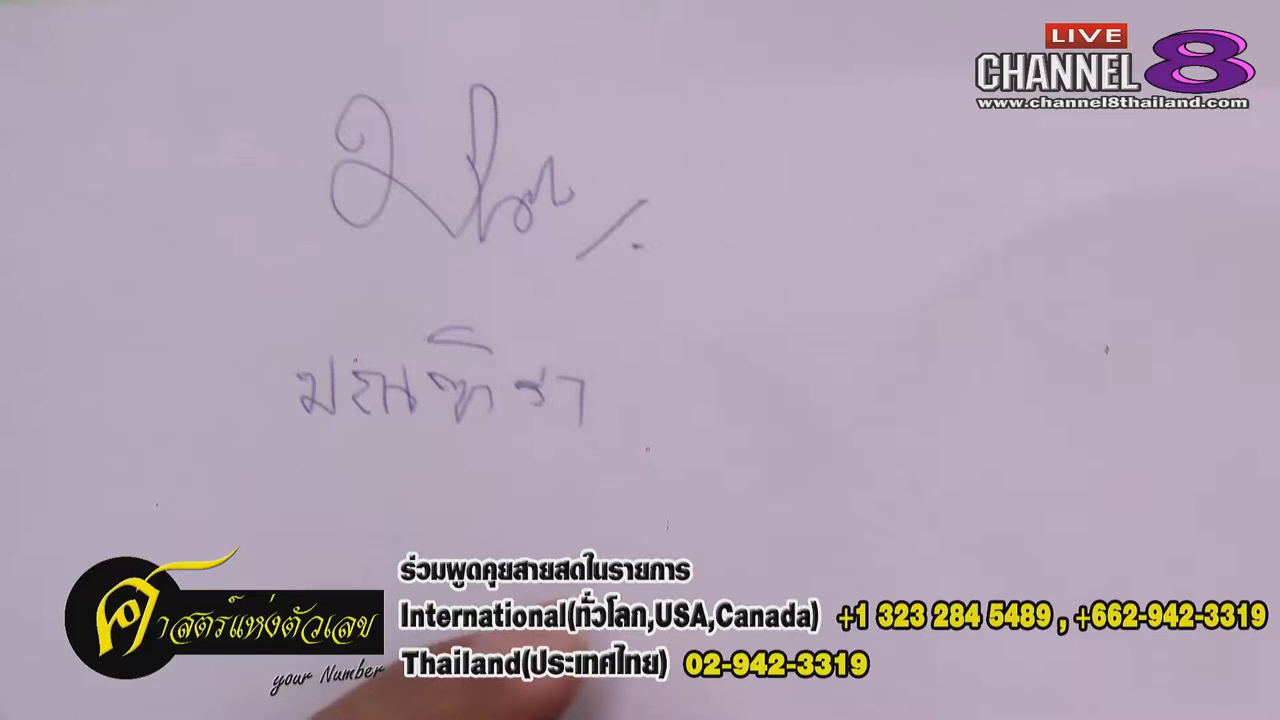 LIVE
CHANNEL 8
www.channel8thailand.com
ร่วมพูดคุยสายสดในรายการ
International(ทั่วโลก,USA,Canada) +1 323 284 5489 , +662-942-3319
Thailand(ประเทศไทย) 02-942-3319
ศาสตร์แห่งตัวเลข
your Number